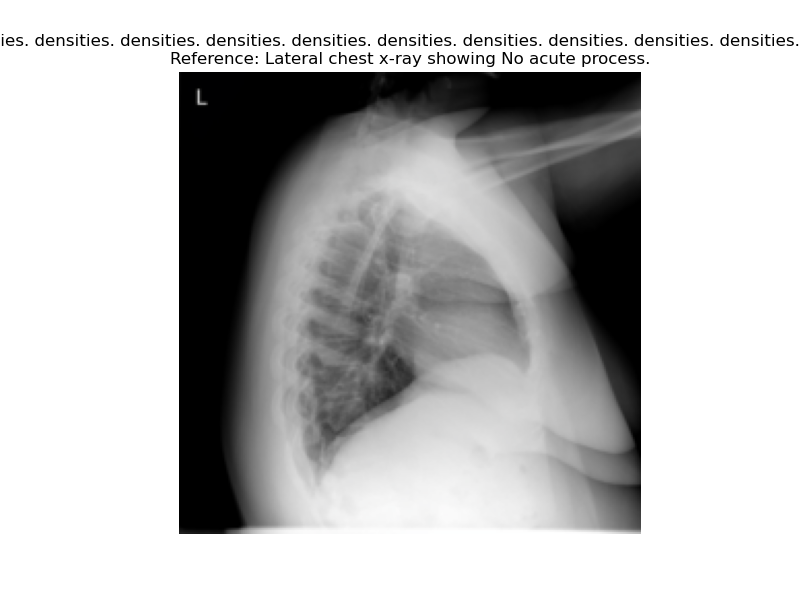 ies. densities. densities. densities. densities. densities. densities. densities. densities. densities.
Reference: Lateral chest x-ray showing No acute process.
L